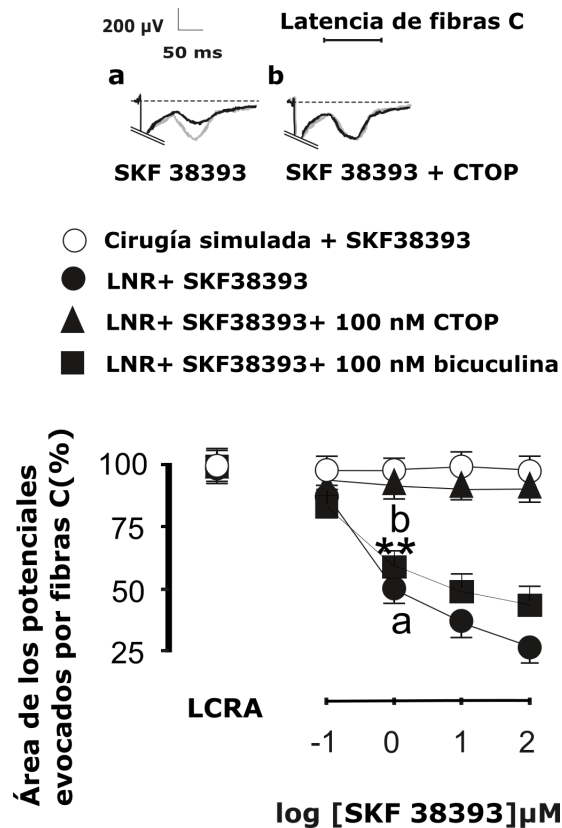 200 µV
50 ms
Latencia de fibras C
a
b
SKF 38393
SKF 38393 + CTOP
Cirugía simulada + SKF38393
LNR+ SKF38393
LNR+ SKF38393+ 100 nM CTOP
LNR+ SKF38393+ 100 nM bicuculina
Área de los potenciales
evocados por fibras C(%)
100
75
50
25
b
**
a
LCRA
-1 0 1 2
log [SKF 38393]µM